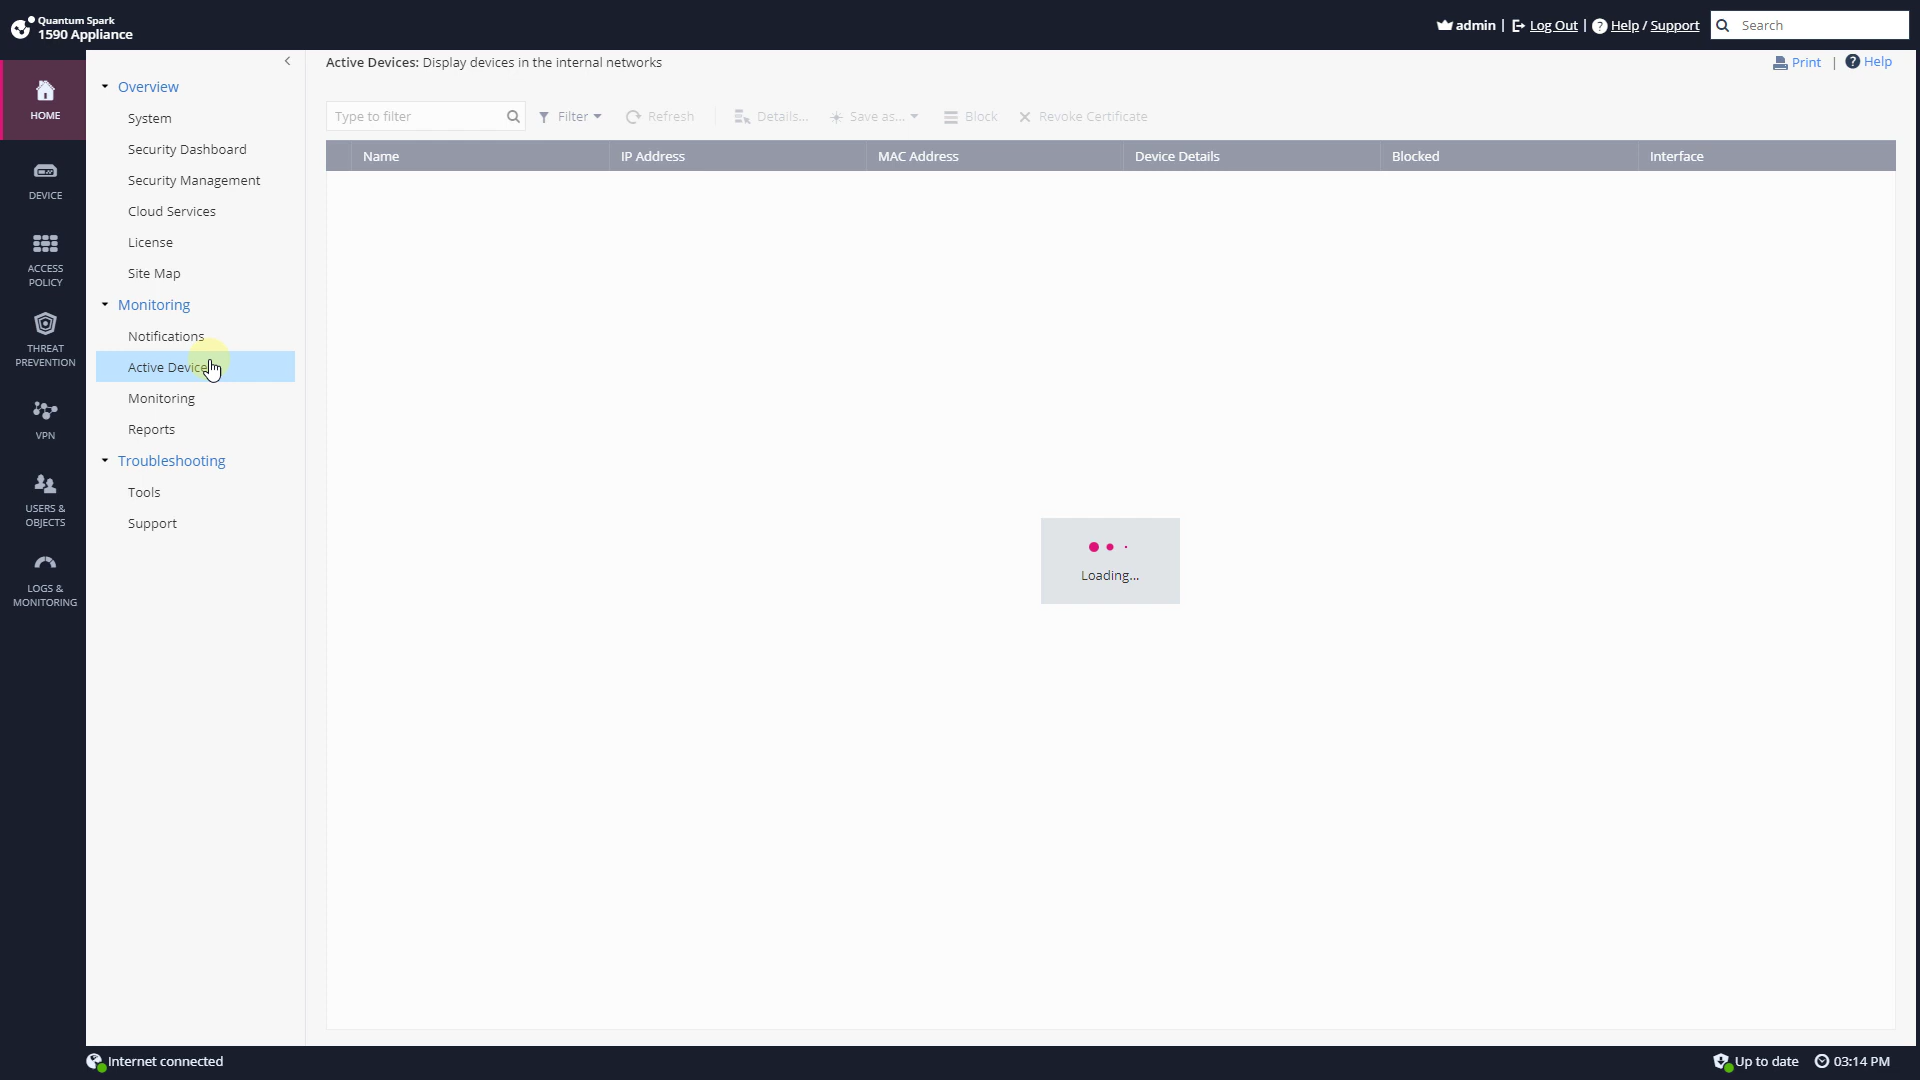 Quantum Spark
1590 Appliance
admin | Log Out | Help / Support
Search
HOME
DEVICE
ACCESS
POLICY
THREAT
PREVENTION
VPN
USERS &
OBJECTS
LOGS &
MONITORING
Overview
System
Security Dashboard
Security Management
Cloud Services
License
Site Map
Monitoring
Notifications
Active Device
Monitoring
Reports
Troubleshooting
Tools
Support
Active Devices: Display devices in the internal networks
Print | Help
Type to filter
Filter
Refresh
Details...
Save as...
Block
Revoke Certificate
Name
IP Address
MAC Address
Device Details
Blocked
Interface
Loading...
Internet connected
Up to date
03:14 PM